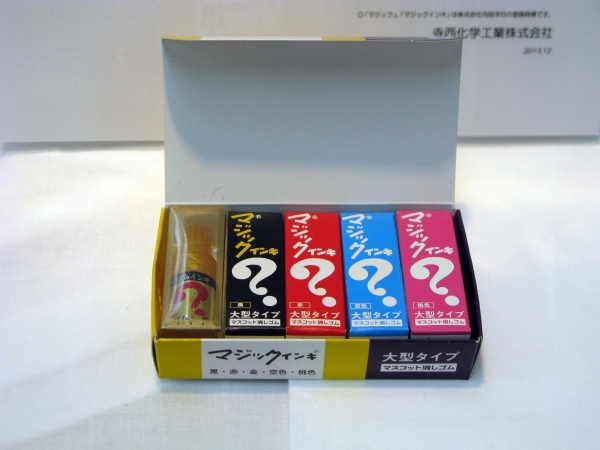 ◎「マジック」、「マジックインキ」は株式会社内田洋行の登録商標です。
寺西化学工業株式会社
2013.12
インキ
?
マジックインキ®
?
黒
大型タイプ
マスコット消しゴム
マジックインキ®
?
赤
大型タイプ
マスコット消しゴム
マジックインキ®
?
空色
大型タイプ
マスコット消しゴム
マジックインキ®
?
桃色
大型タイプ
マスコット消しゴム
マジックインキ®
黒・赤・金・空色・桃色
大型タイプ
マスコット消しゴム